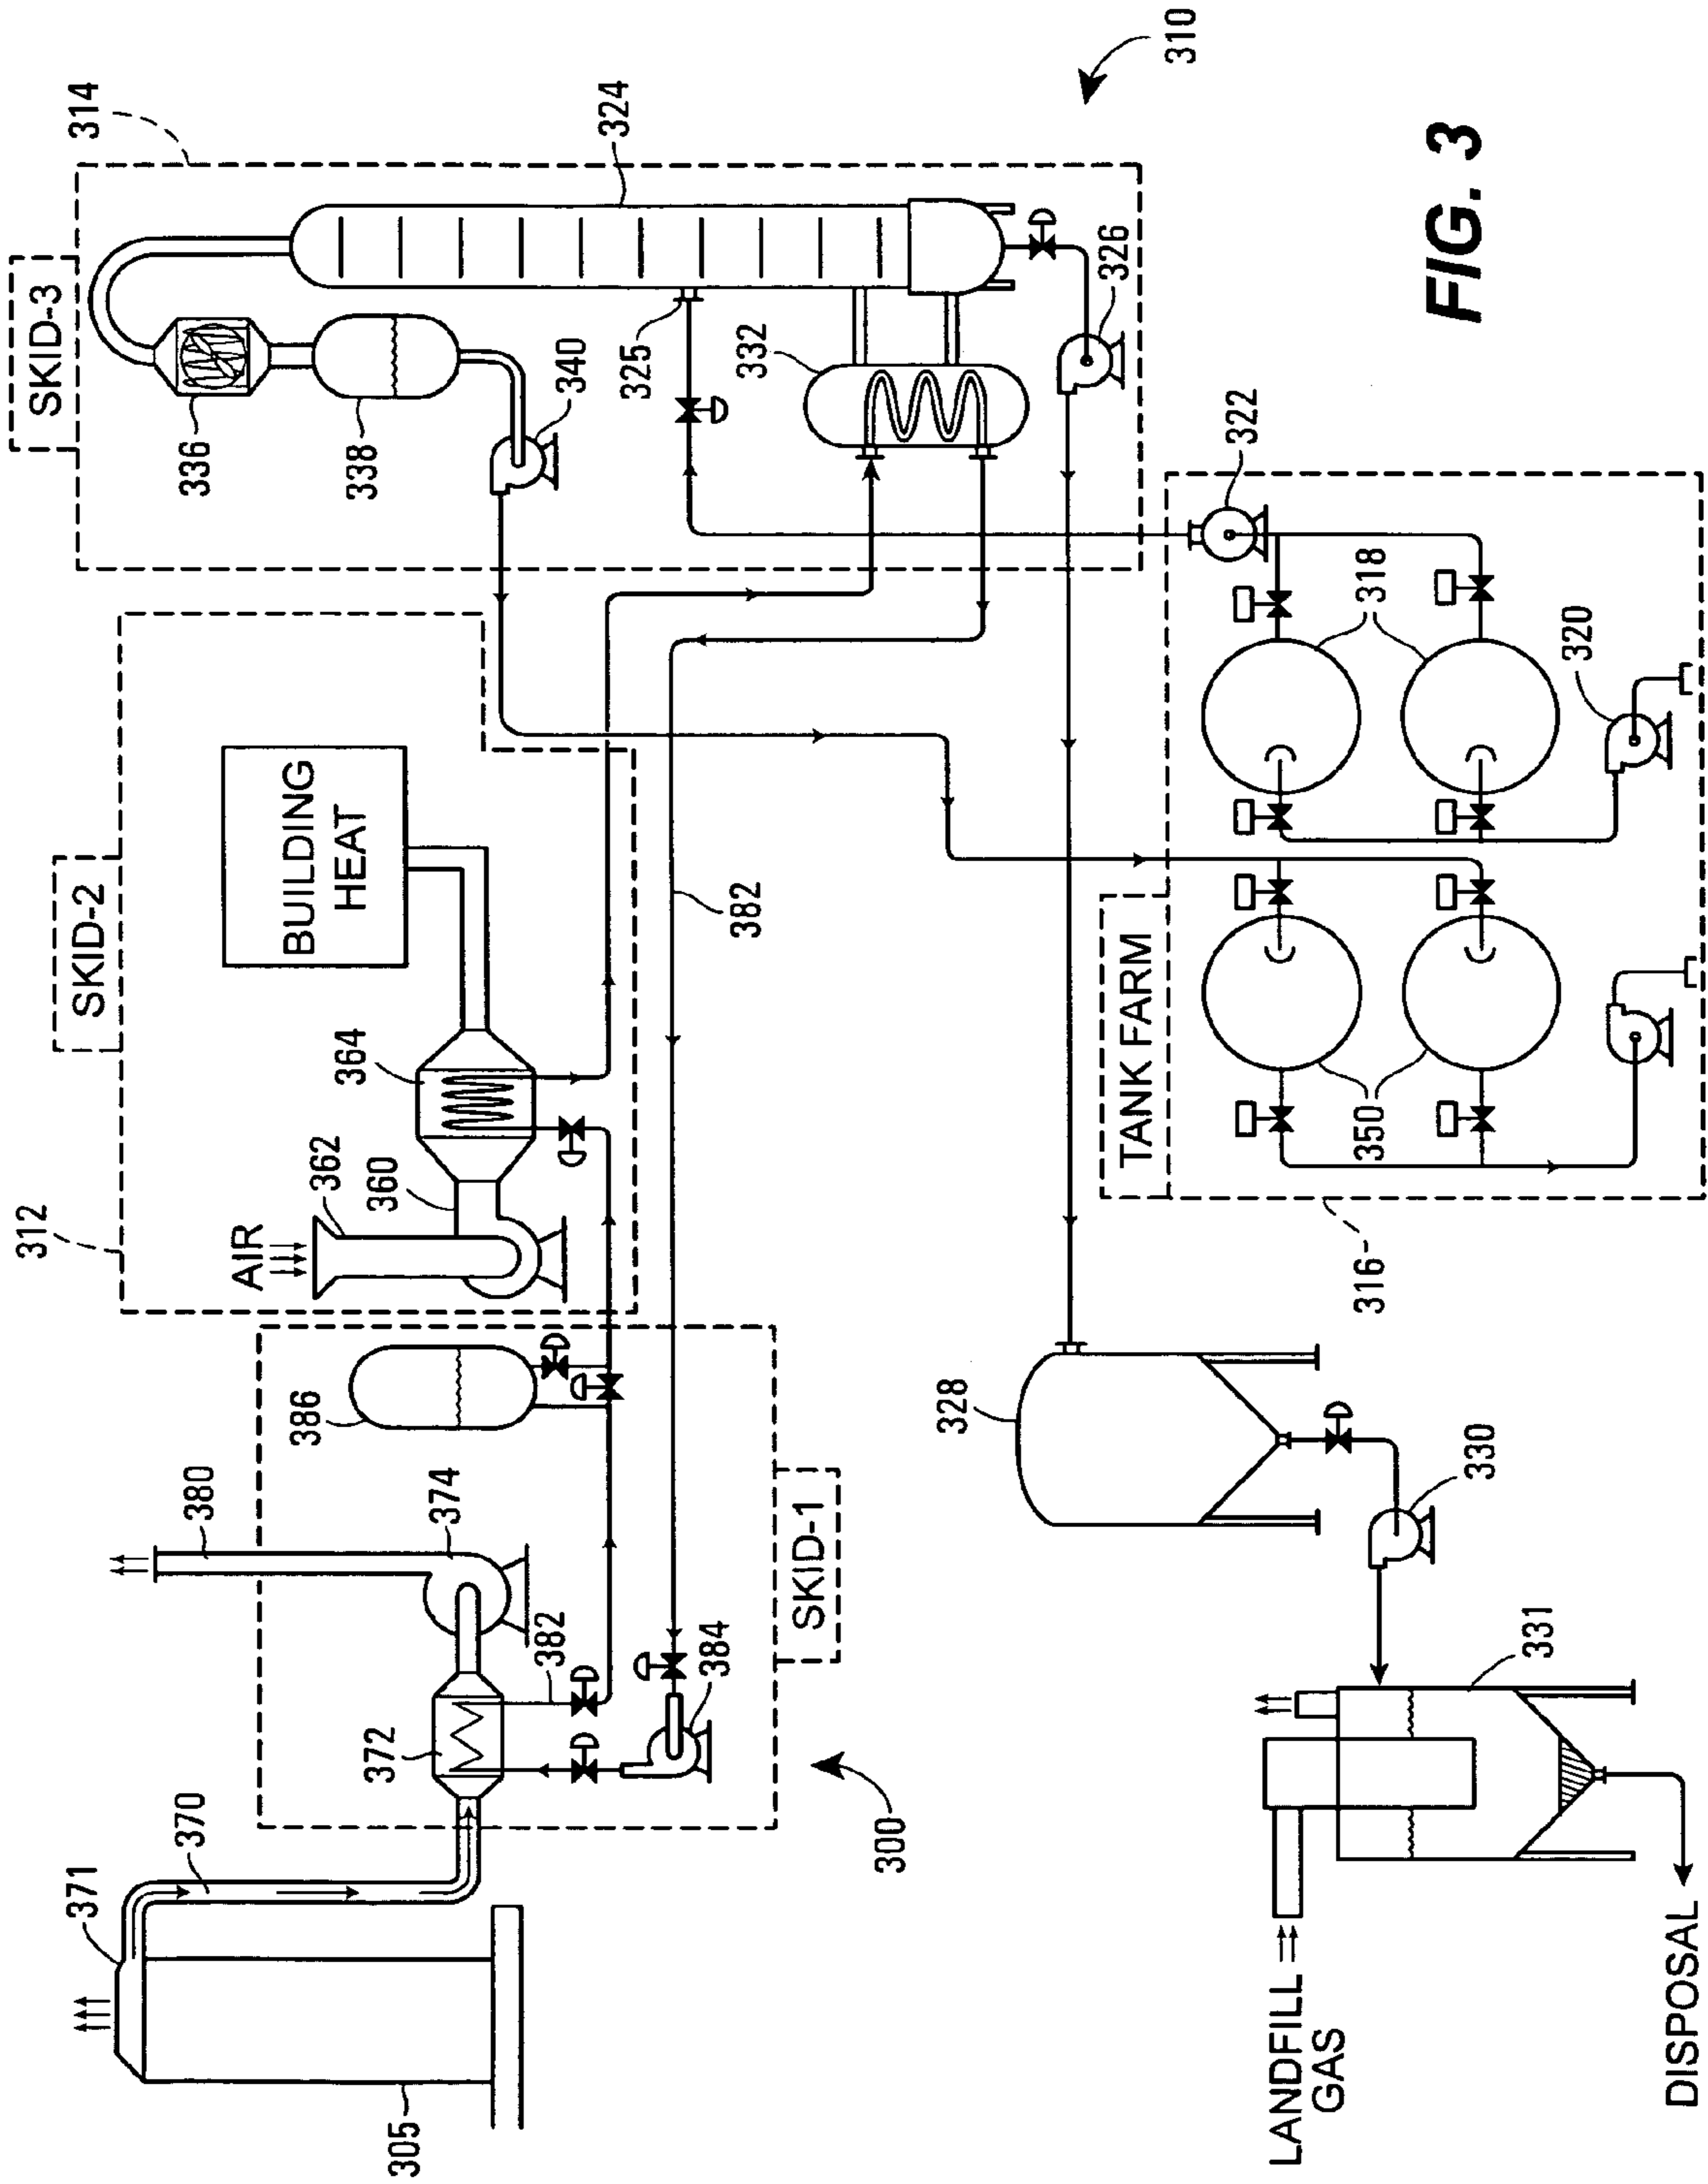 314
SKID-3
324
336
338
340
325
332
326
310
FIG. 3
322
318
320
312
SKID-2
BUILDING
HEAT
364
362
360
AIR
382
TANK FARM
350
316
386
380
374
372
382
384
SKID-1
328
330
300
331
371
370
305
LANDFILL
GAS
DISPOSAL